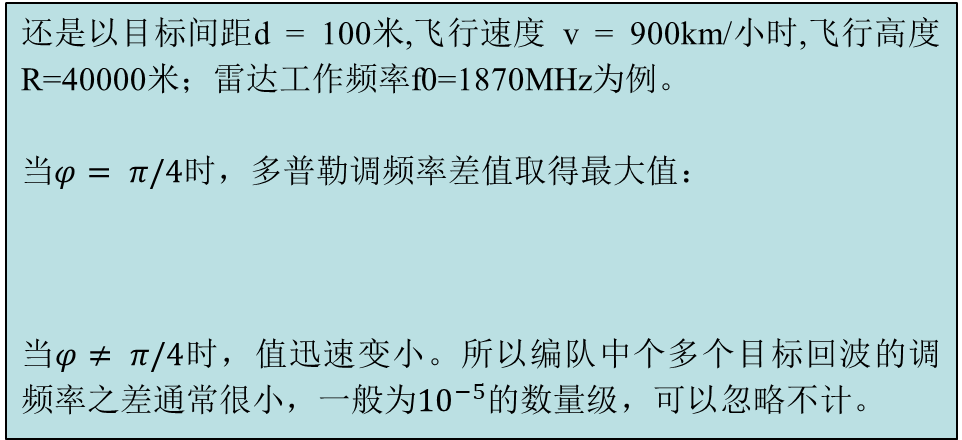 还是以目标间距d = 100米,飞行速度 v = 900km/小时,飞行高度
R=40000米；雷达工作频率f0=1870MHz为例。
当𝜑 = 𝜋/4时，多普勒调频率差值取得最大值：
当𝜑 ≠ 𝜋/4时，值迅速变小。所以编队中个多个目标回波的调
频率之差通常很小，一般为10⁻⁵的数量级，可以忽略不计。